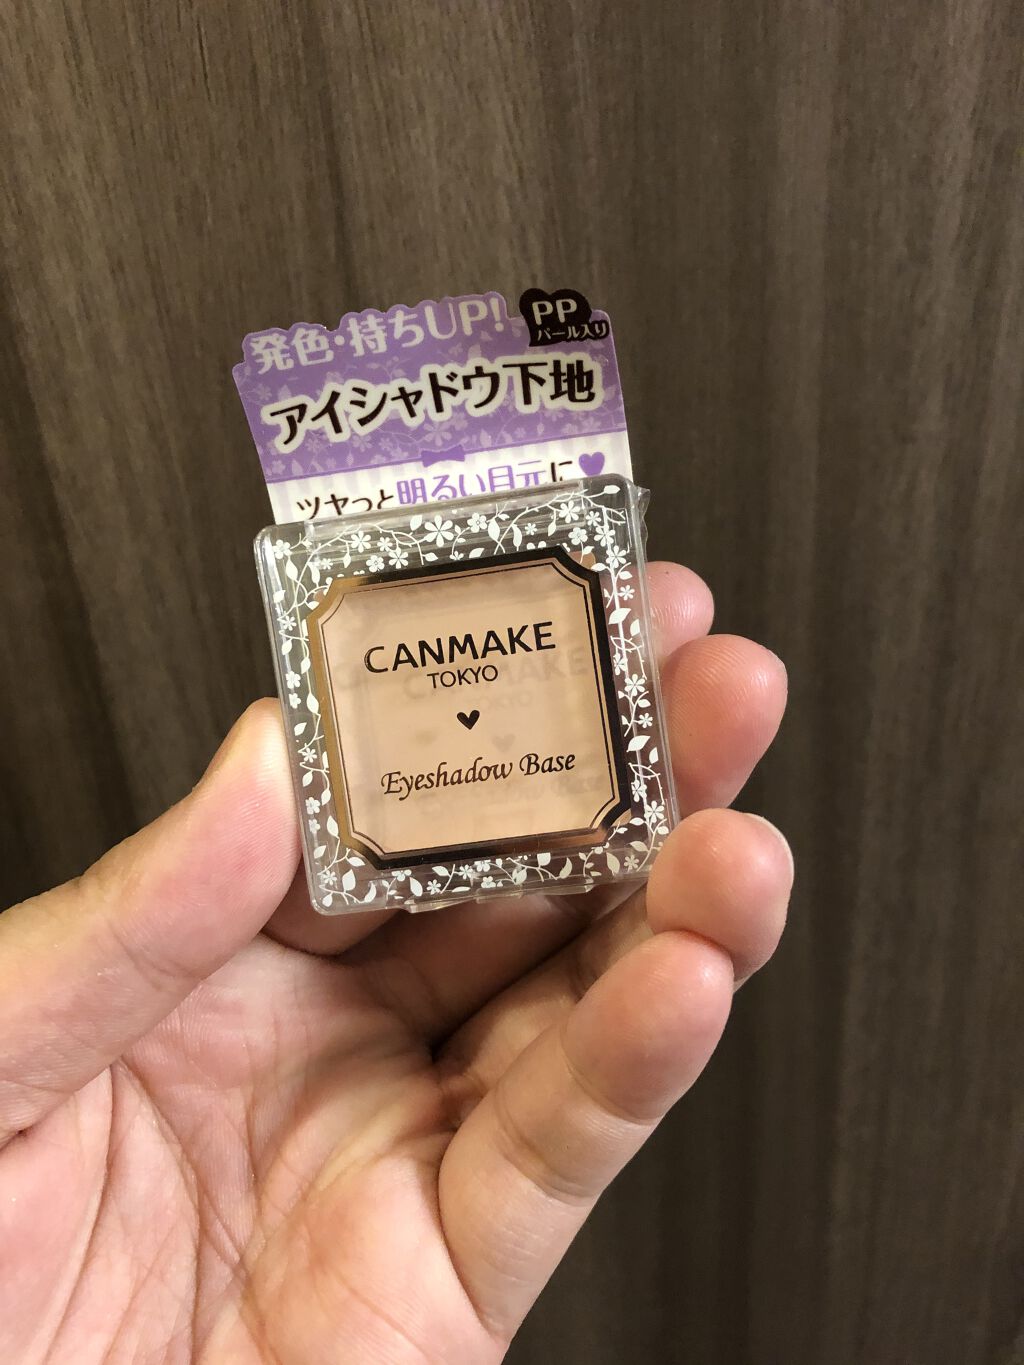 発色・持ちUP!
PP
パール入り
アイシャドウ下地
ツヤっと明るい目元に♥
CANMAKE
TOKYO
♥
Eyeshadow Base